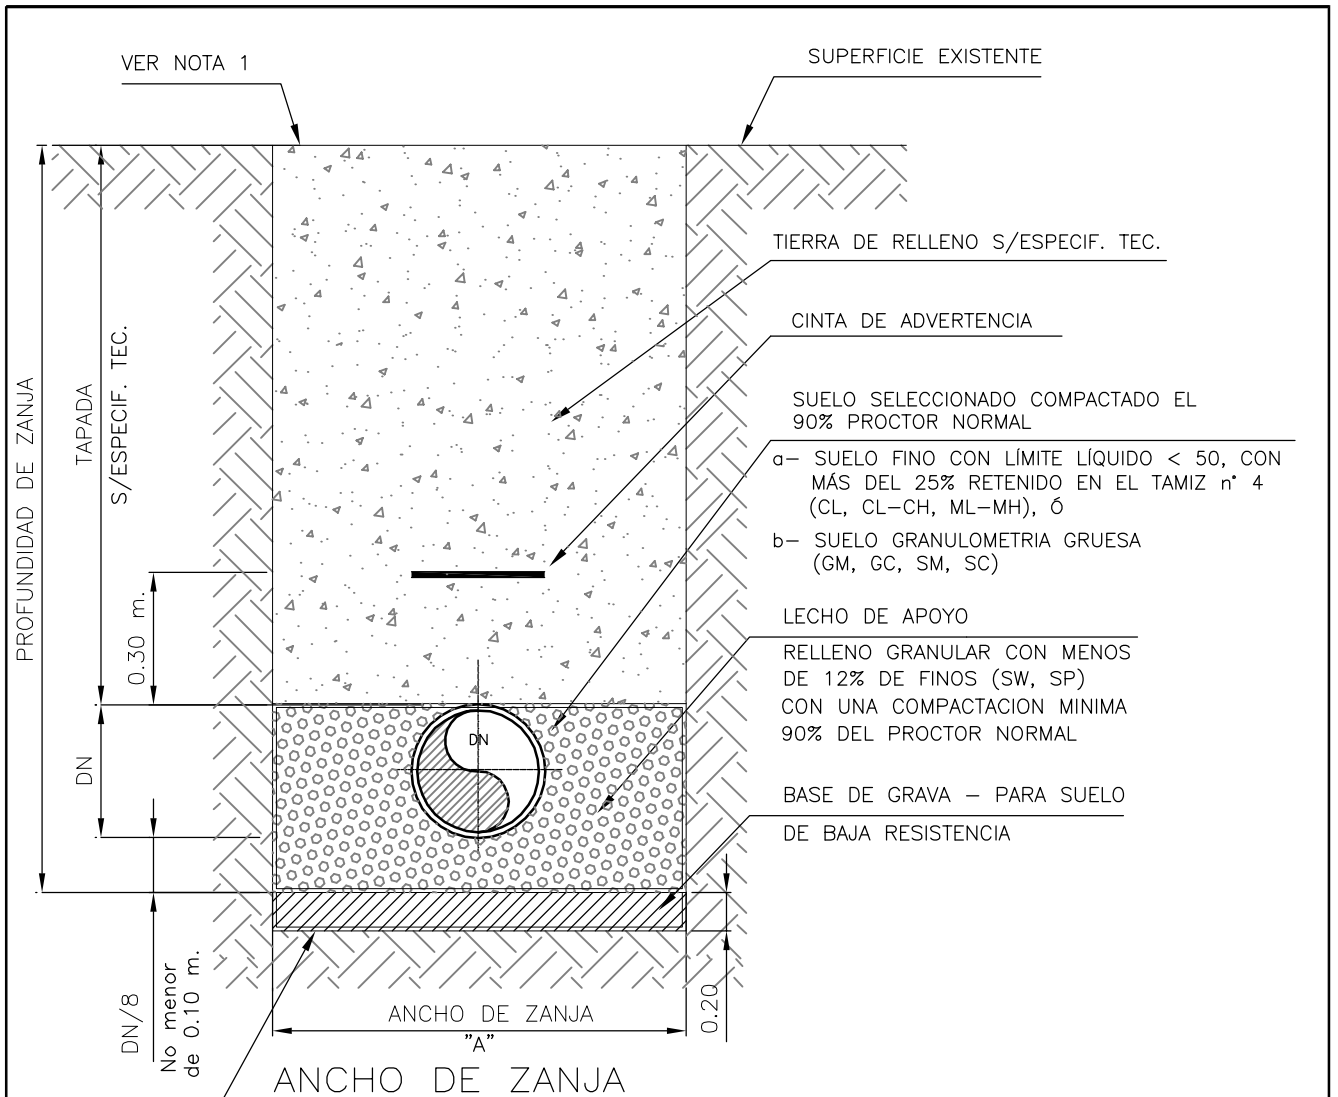 VER NOTA 1
SUPERFICIE EXISTENTE
TIERRA DE RELLENO S/ESPECIF. TEC.
CINTA DE ADVERTENCIA
SUELO SELECCIONADO COMPACTADO EL
90% PROCTOR NORMAL
a- SUELO FINO CON LÍMITE LÍQUIDO < 50, CON
MÁS DEL 25% RETENIDO EN EL TAMIZ n° 4
(CL, CL-CH, ML-MH), Ó
b- SUELO GRANULOMETRIA GRUESA
(GM, GC, SM, SC)
LECHO DE APOYO
RELLENO GRANULAR CON MENOS
DE 12% DE FINOS (SW, SP)
CON UNA COMPACTACION MINIMA
90% DEL PROCTOR NORMAL
BASE DE GRAVA - PARA SUELO
DE BAJA RESISTENCIA
PROFUNDIDAD DE ZANJA
TAPADA
S/ESPECIF. TEC.
0.30 m.
DN
DN
DN/8
No menor
de 0.10 m.
0.20
ANCHO DE ZANJA
"A"
ANCHO DE ZANJA